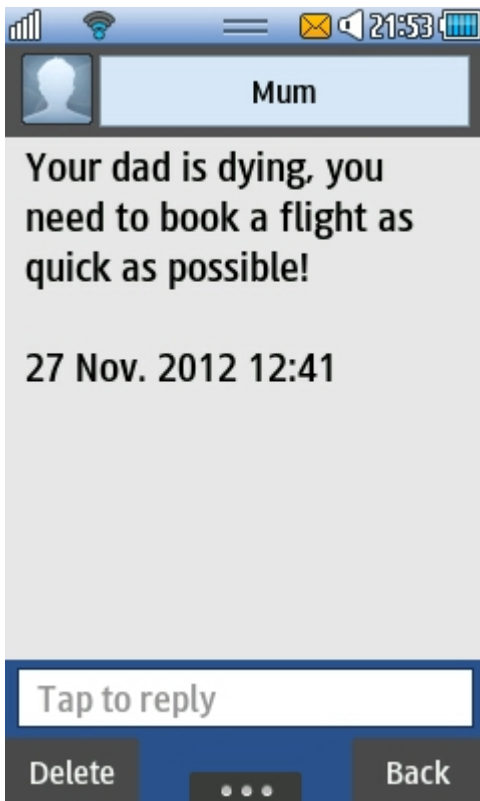 21:53
Mum
Your dad is dying, you
need to book a flight as
quick as possible!
27 Nov. 2012 12:41
Tap to reply
Delete
Back